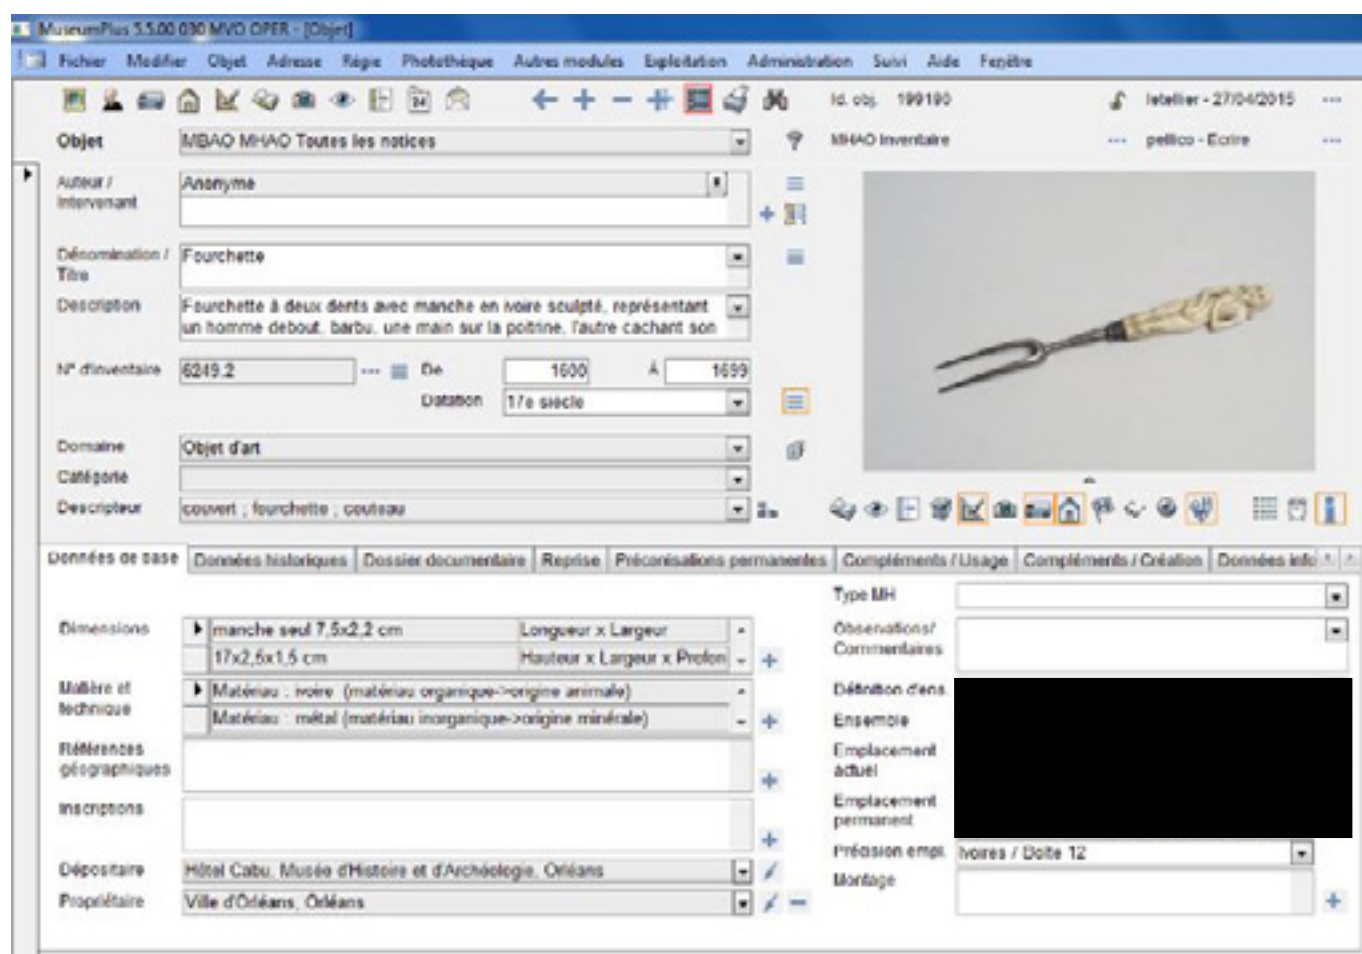 MuseumPlus 5.5.00 030 MVO OPER - [Objet]
Fichier Modifier Objet Adresse Régie Photothèque Autres modules Exploitation Administration Suivi Aide Fenêtre
Id. obj. 199190 letellier - 27/04/2015
Objet MBAO MHAO Toutes les notices MHAO Inventaire pellico - Ecrire
Auteur / Intervenant Anonyme
Dénomination / Titre Fourchette
Description Fourchette à deux dents avec manche en ivoire sculpté, représentant
un homme debout, barbu, une main sur la poitrine, l'autre cachant son
N° d'inventaire 6249.2 De 1600 À 1699
Datation 17e siècle
Domaine Objet d'art
Catégorie
Descripteur couvert ; fourchette ; couteau
Données de base Données historiques Dossier documentaire Reprise Préconisations permanentes Compléments / Usage Compléments / Création Données info
Type MH
Dimensions manche seul 7,5x2,2 cm Longueur x Largeur
17x2,5x1,5 cm Hauteur x Largeur x Profon
Observations/ Commentaires
Matière et technique Matériau : ivoire (matériau organique->origine animale)
Matériau : métal (matériau inorganique->origine minérale)
Définition d'ens.
Ensemble
Références géographiques
Emplacement actuel
Inscriptions
Emplacement permanent
Précision empl. Ivoires / Boîte 12
Dépositaire Hôtel Cabu, Musée d'Histoire et d'Archéologie, Orléans
Montage
Propriétaire Ville d'Orléans, Orléans